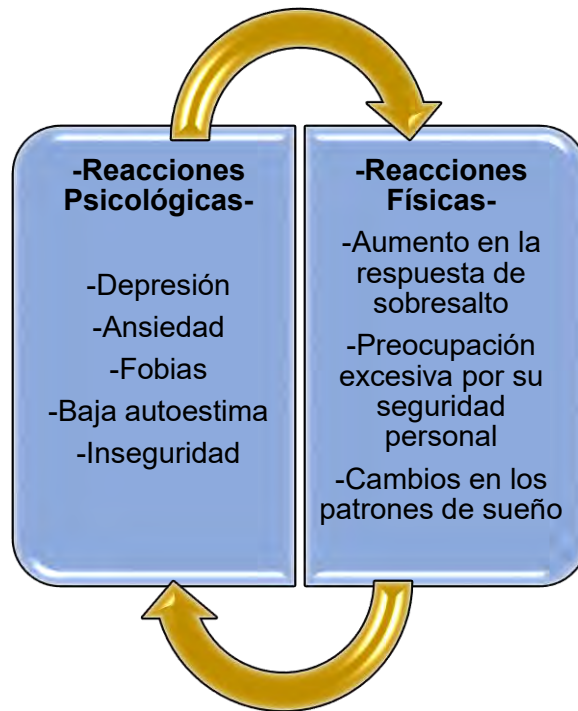 -Reacciones
Psicológicas-
-Depresión
-Ansiedad
-Fobias
-Baja autoestima
-Inseguridad
-Reacciones
Físicas-
-Aumento en la
respuesta de
sobresalto
-Preocupación
excesiva por su
seguridad
personal
-Cambios en los
patrones de sueño